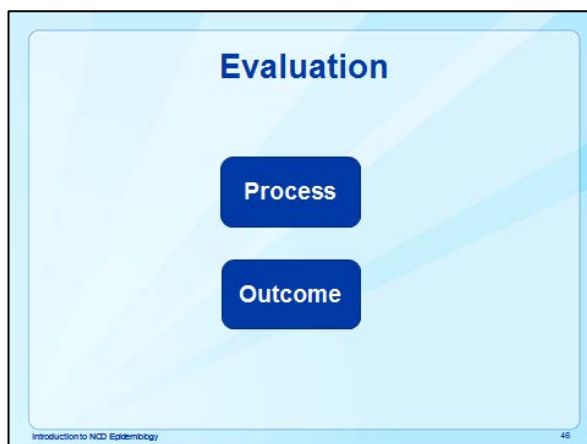 Evaluation
Process
Outcome
Introduction to NCD Epidemiology 46